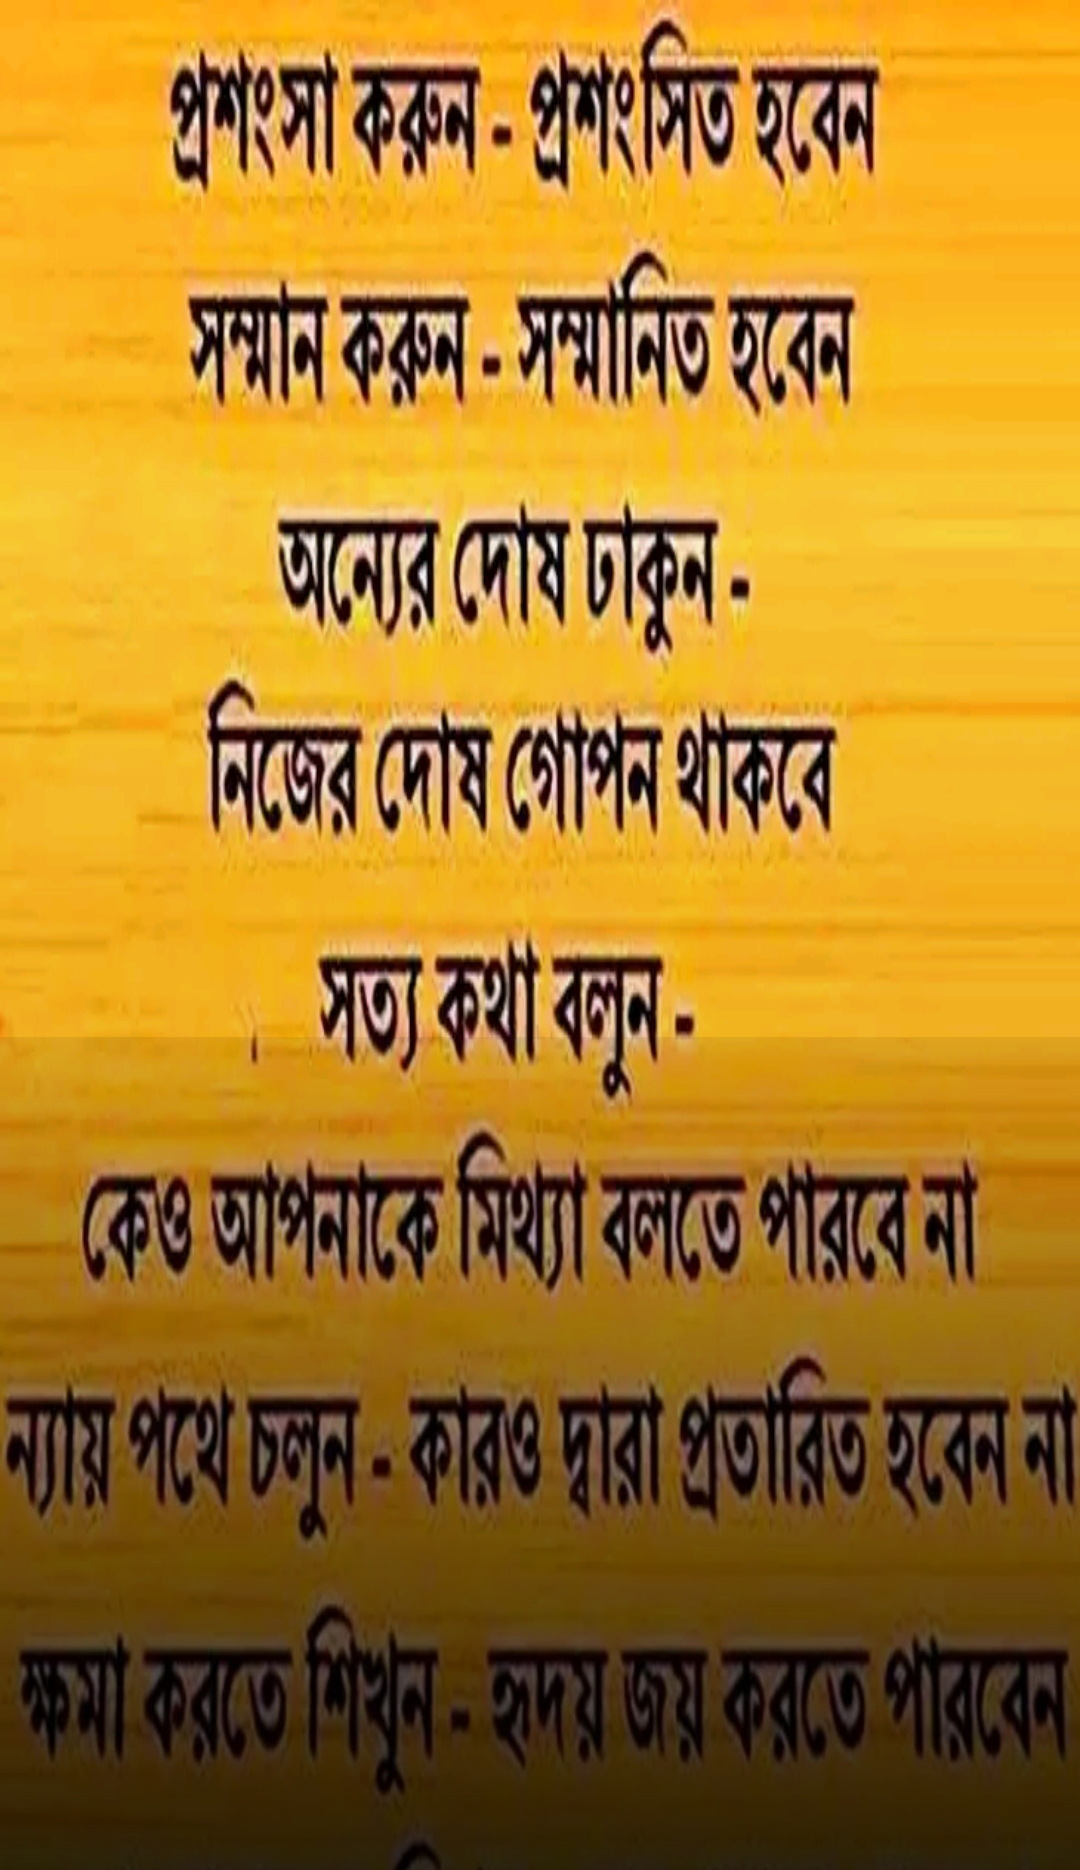 প্রশংসা করুন - প্রশংসিত হবেন
সম্মান করুন - সম্মানিত হবেন
অন্যের দোষ ঢাকুন -
নিজের দোষ গোপন থাকবে
সত্য কথা বলুন -
কেও আপনাকে মিথ্যা বলতে পারবে না
ন্যায় পথে চলুন - কারও দ্বারা প্রতারিত হবেন না
ক্ষমা করতে শিখুন - হৃদয় জয় করতে পারবেন